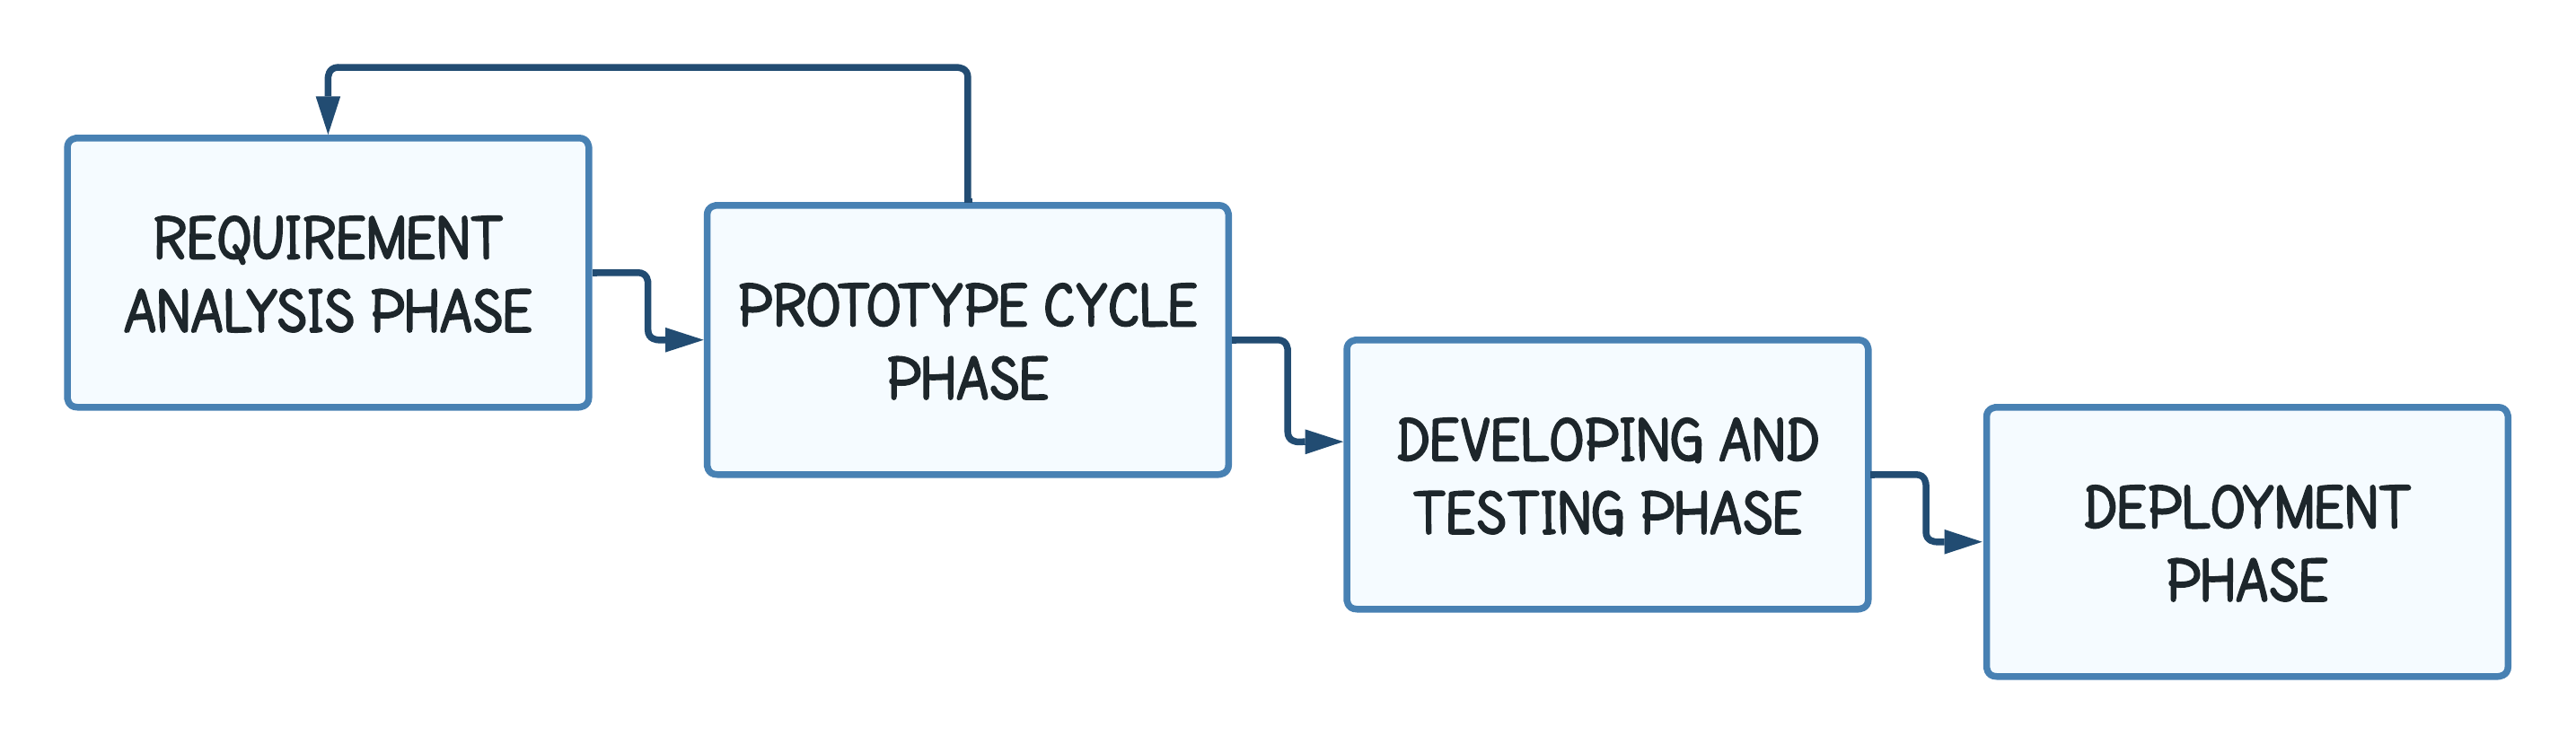 REQUIREMENT
ANALYSIS PHASE
PROTOTYPE CYCLE
PHASE
DEVELOPING AND
TESTING PHASE
DEPLOYMENT
PHASE